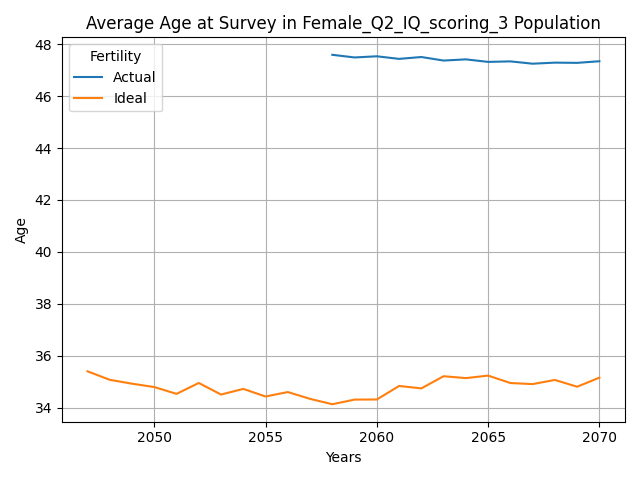 Average Age at Survey in Female_Q2_IQ_scoring_3 Population
Fertility
Actual
Ideal
48
46
44
42
40
38
36
34
Age
2050
2055
2060
2065
2070
Years